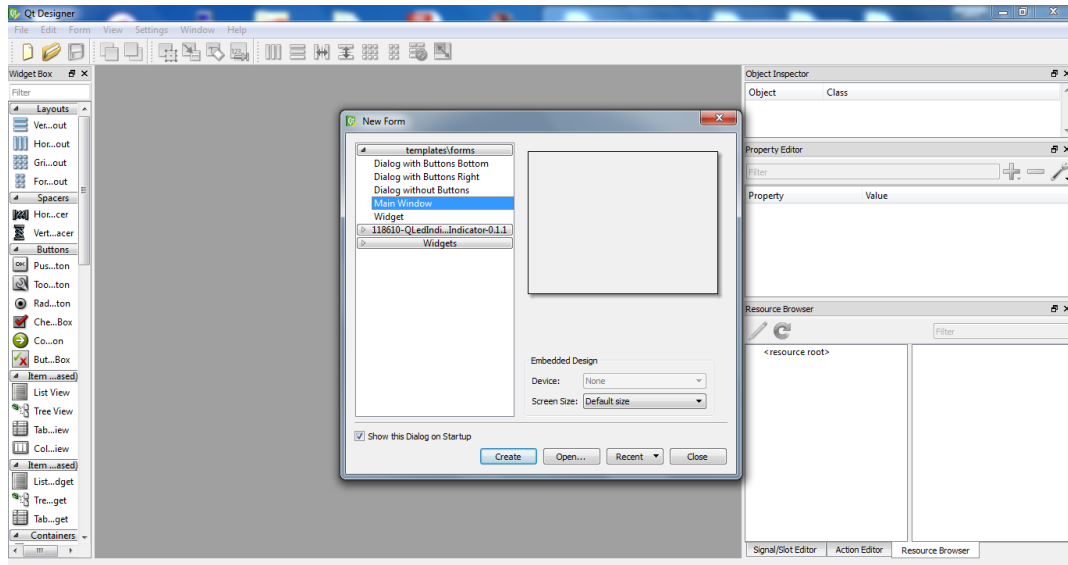 Qt Designer
File Edit Form View Settings Window Help
Widget Box
Filter
Layouts
Ver...out
Hor...out
Gri...out
For...out
Spacers
Hor...cer
Vert...acer
Buttons
OK Pus...ton
Too...ton
Rad...ton
Che...Box
Co...on
But...Box
Item ...ased)
List View
Tree View
Tab...iew
Col...iew
Item ...ased)
List...dget
Tre...get
Tab...get
Containers
New Form
templates\forms
Dialog with Buttons Bottom
Dialog with Buttons Right
Dialog without Buttons
Main Window
Widget
118610-QLedIndi...Indicator-0.1.1
Widgets
Embedded Design
Device: None
Screen Size: Default size
Show this Dialog on Startup
Create Open... Recent Close
Object Inspector
Object Class
Property Editor
Filter
Property Value
Resource Browser
Filter
<resource root>
Signal/Slot Editor Action Editor Resource Browser